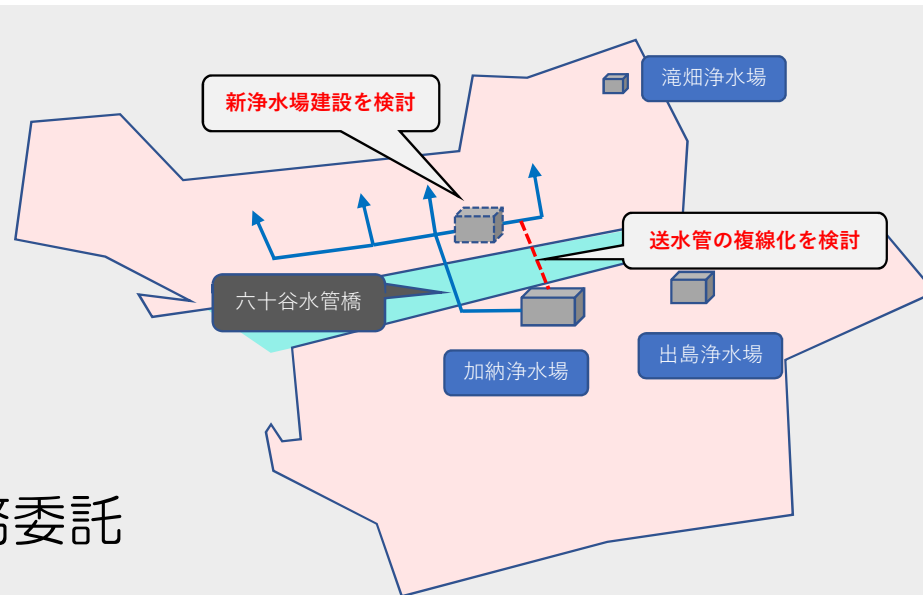 滝畑浄水場
新浄水場建設を検討
送水管の複線化を検討
六十谷水管橋
出島浄水場
加納浄水場
務委託